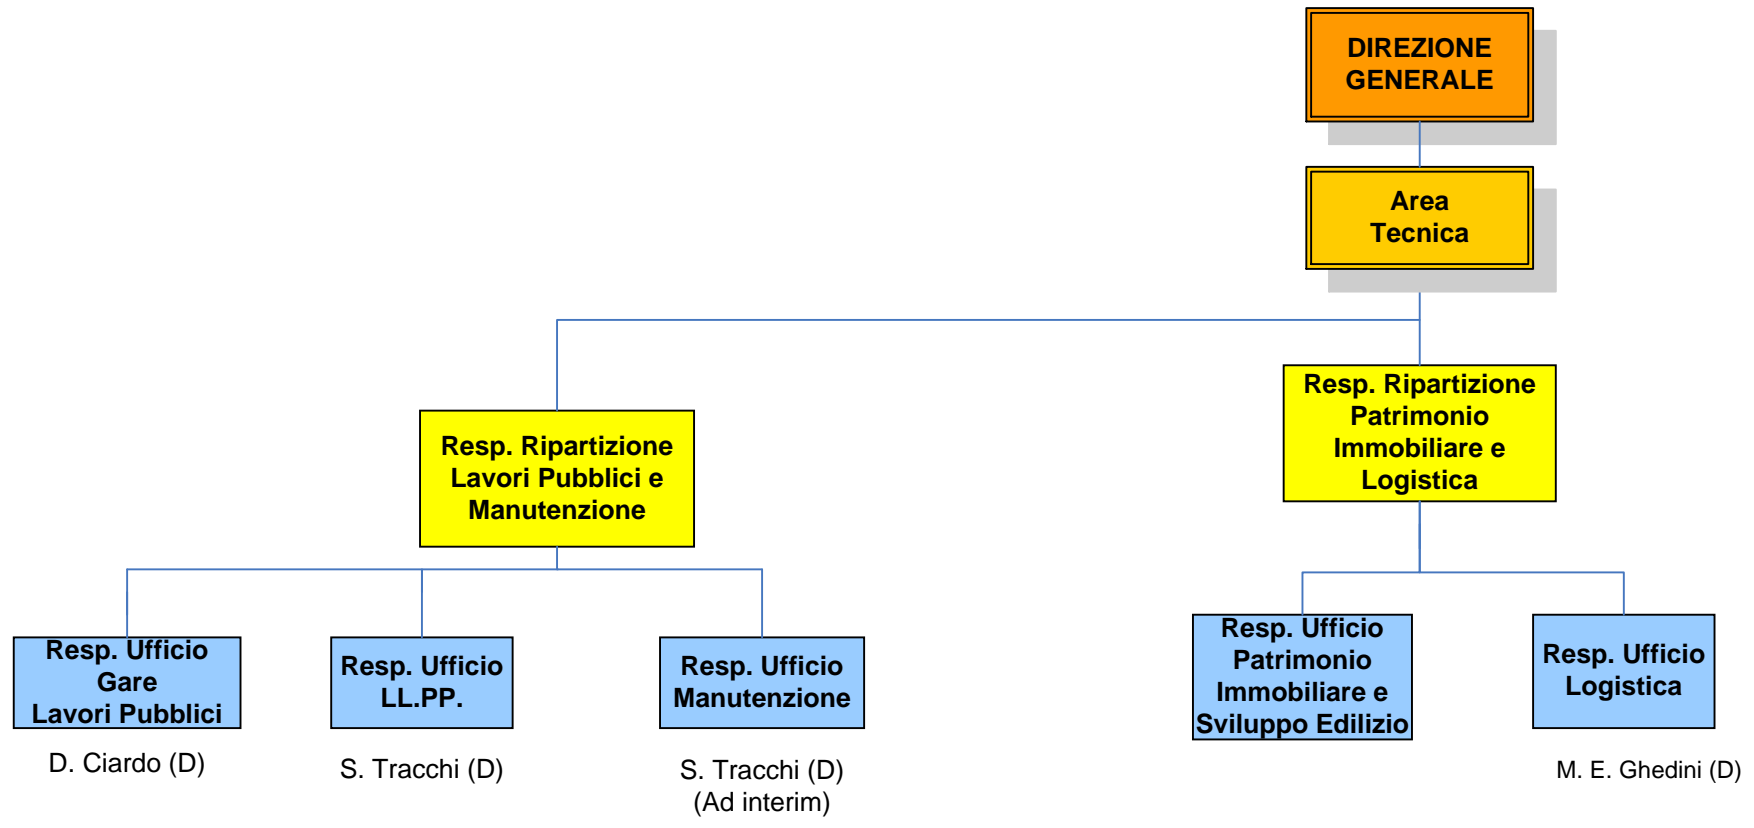 DIREZIONE
GENERALE
Area
Tecnica
Resp. Ripartizione
Lavori Pubblici e
Manutenzione
Resp. Ripartizione
Patrimonio
Immobiliare e
Logistica
Resp. Ufficio
Gare
Lavori Pubblici
D. Ciardo (D)
Resp. Ufficio
LL.PP.
S. Tracchi (D)
Resp. Ufficio
Manutenzione
S. Tracchi (D)
(Ad interim)
Resp. Ufficio
Patrimonio
Immobiliare e
Sviluppo Edilizio
Resp. Ufficio
Logistica
M. E. Ghedini (D)